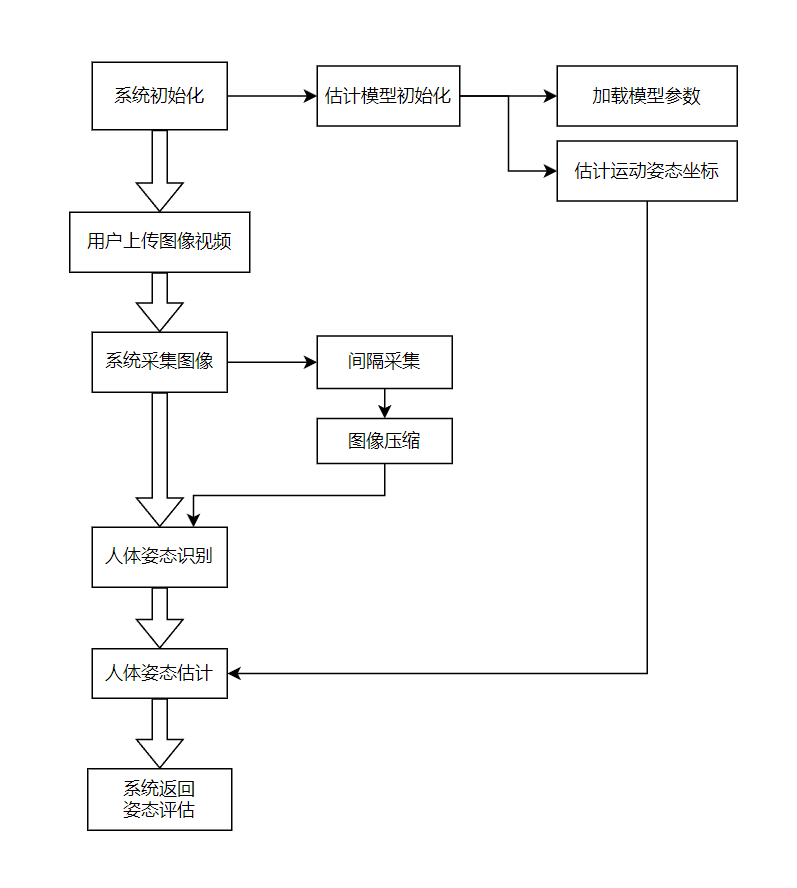 系统初始化
估计模型初始化
加载模型参数
估计运动姿态坐标
用户上传图像视频
系统采集图像
间隔采集
图像压缩
人体姿态识别
人体姿态估计
系统返回
姿态评估